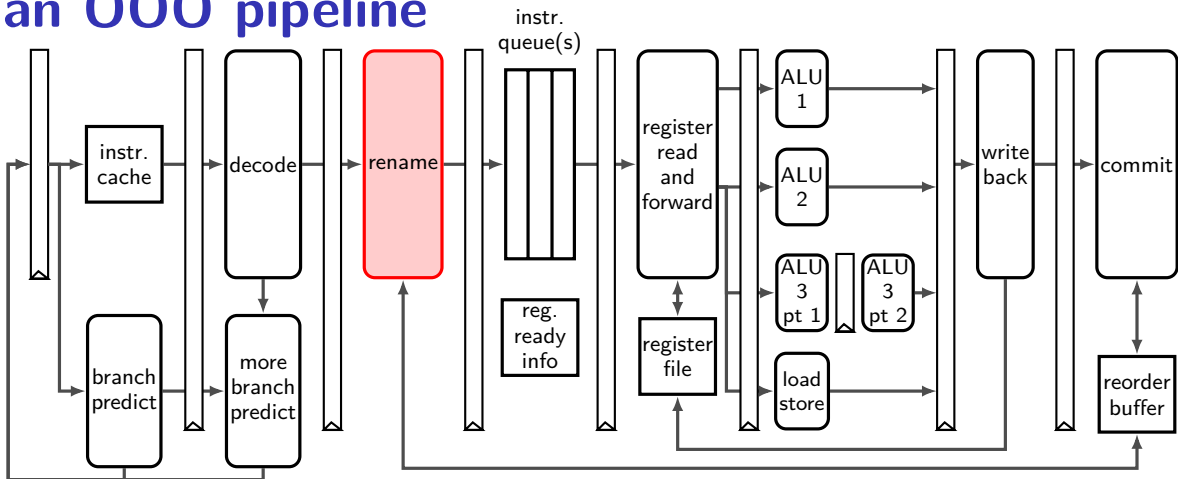 an OOO pipeline
instr.
queue(s)
instr.
cache
decode
rename
register
read
and
forward
ALU
1
ALU
2
ALU
3
pt 1
ALU
3
pt 2
load
store
write
back
commit
branch
predict
more
branch
predict
reg.
ready
info
register
file
reorder
buffer